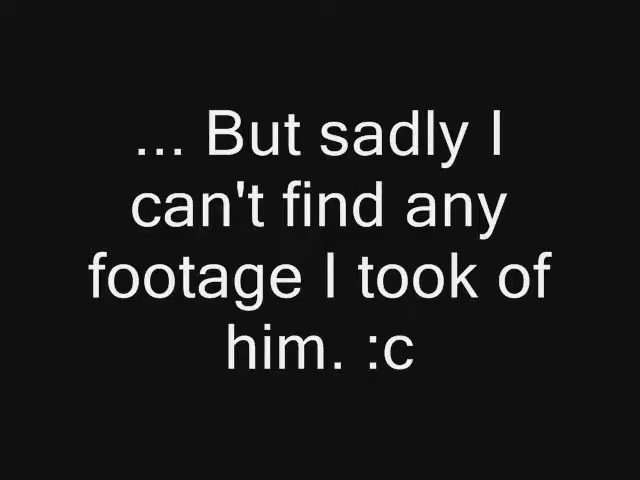 ... But sadly I
can't find any
footage I took of
him. :c